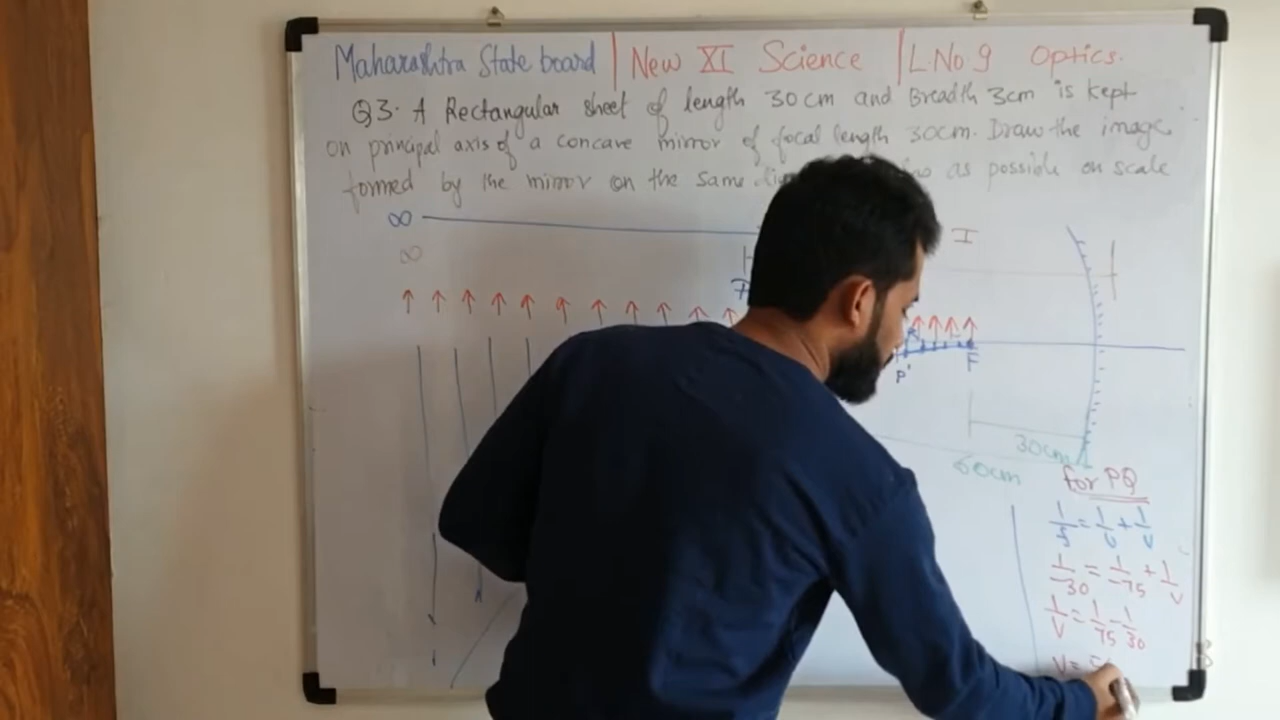 Maharashtra State board | New XI Science | L.No.9 Optics.
Q3. A Rectangular sheet of length 30cm and Breadth 3cm is kept
on principal axis of a concave mirror of focal length 30cm. Draw the image
formed by the mirror on the same as possible on scale
∞
∞
I
P' F
30cm
60cm
for PQ
1/f = 1/u + 1/v
1/-30 = 1/-75 + 1/v
1/v = 1/75 - 1/30
V=